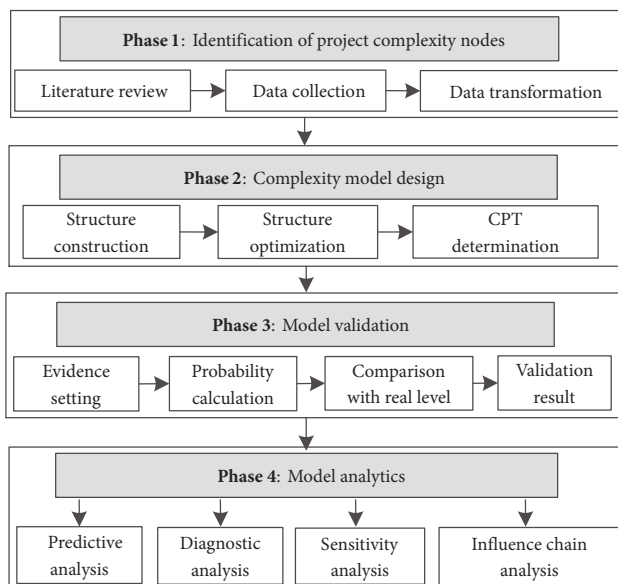 Phase 1: Identification of project complexity nodes
Literature review
Data collection
Data transformation
Phase 2: Complexity model design
Structure
construction
Structure
optimization
CPT
determination
Phase 3: Model validation
Evidence
setting
Probability
calculation
Comparison
with real level
Validation
result
Phase 4: Model analytics
Predictive
analysis
Diagnostic
analysis
Sensitivity
analysis
Influence chain
analysis